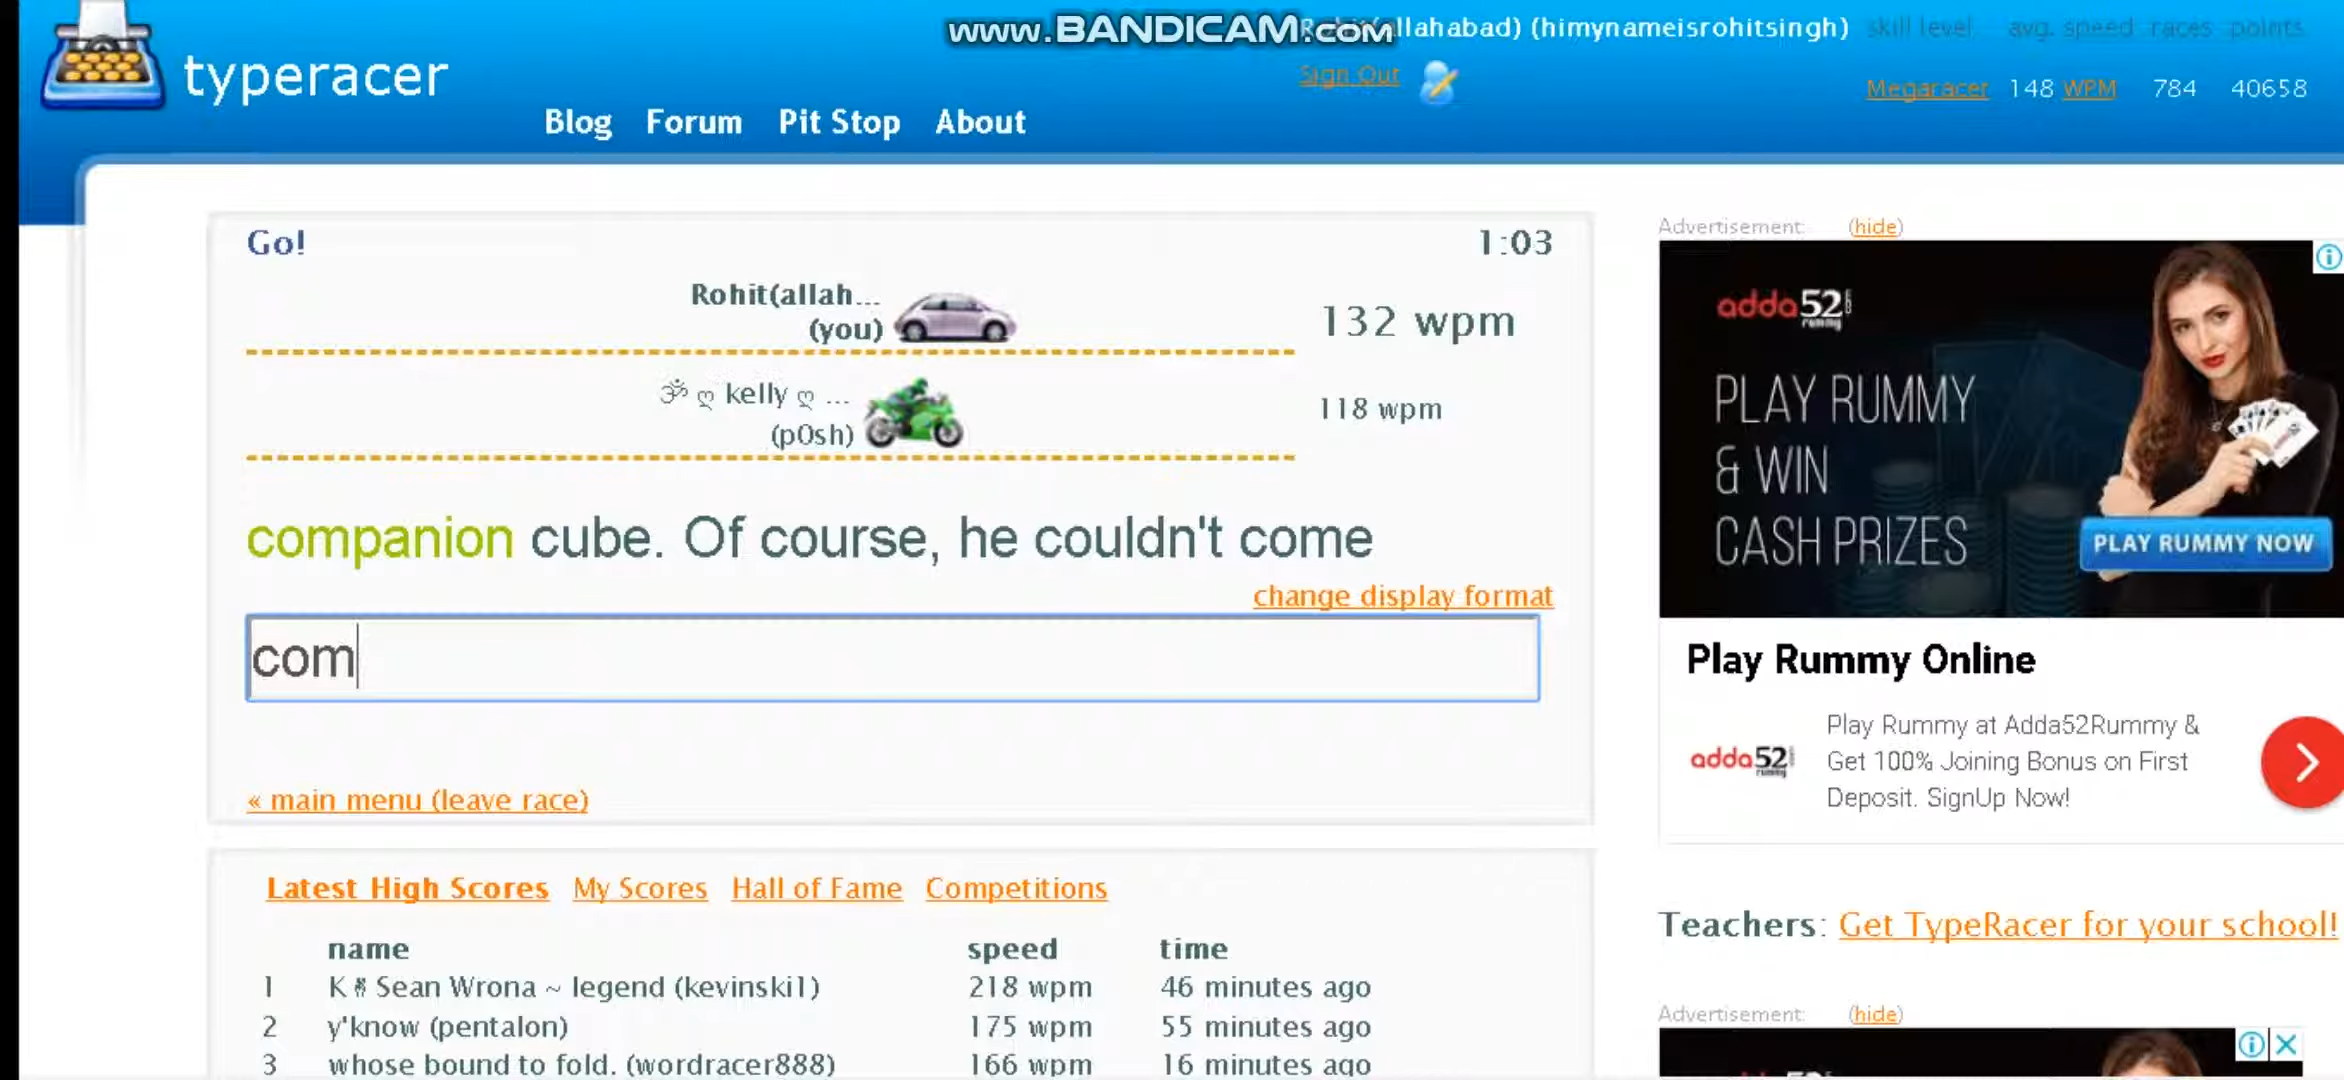 www.BANDICAM.com
allahabad) (himynameisrohitsingh)
skill level avg. speed races points
typeracer
Sign Out
Megaracer 148 WPM 784 40658
Blog Forum Pit Stop About
Go! 1:03
Rohit(allah...
(you)
132 wpm
ॐ ღ kelly ღ ...
(p0sh)
118 wpm
companion cube. Of course, he couldn't come
change display format
com
« main menu (leave race)
Latest High Scores My Scores Hall of Fame Competitions
name speed time
1 K Sean Wrona ~ legend (kevinski1) 218 wpm 46 minutes ago
2 y'know (pentalon) 175 wpm 55 minutes ago
3 whose bound to fold. (wordracer888) 166 wpm 16 minutes ago
Advertisement: (hide)
adda52
rummy
PLAY RUMMY
& WIN
CASH PRIZES
PLAY RUMMY NOW
Play Rummy Online
adda52
rummy
Play Rummy at Adda52Rummy &
Get 100% Joining Bonus on First
Deposit. SignUp Now!
Teachers: Get TypeRacer for your school!
Advertisement: (hide)